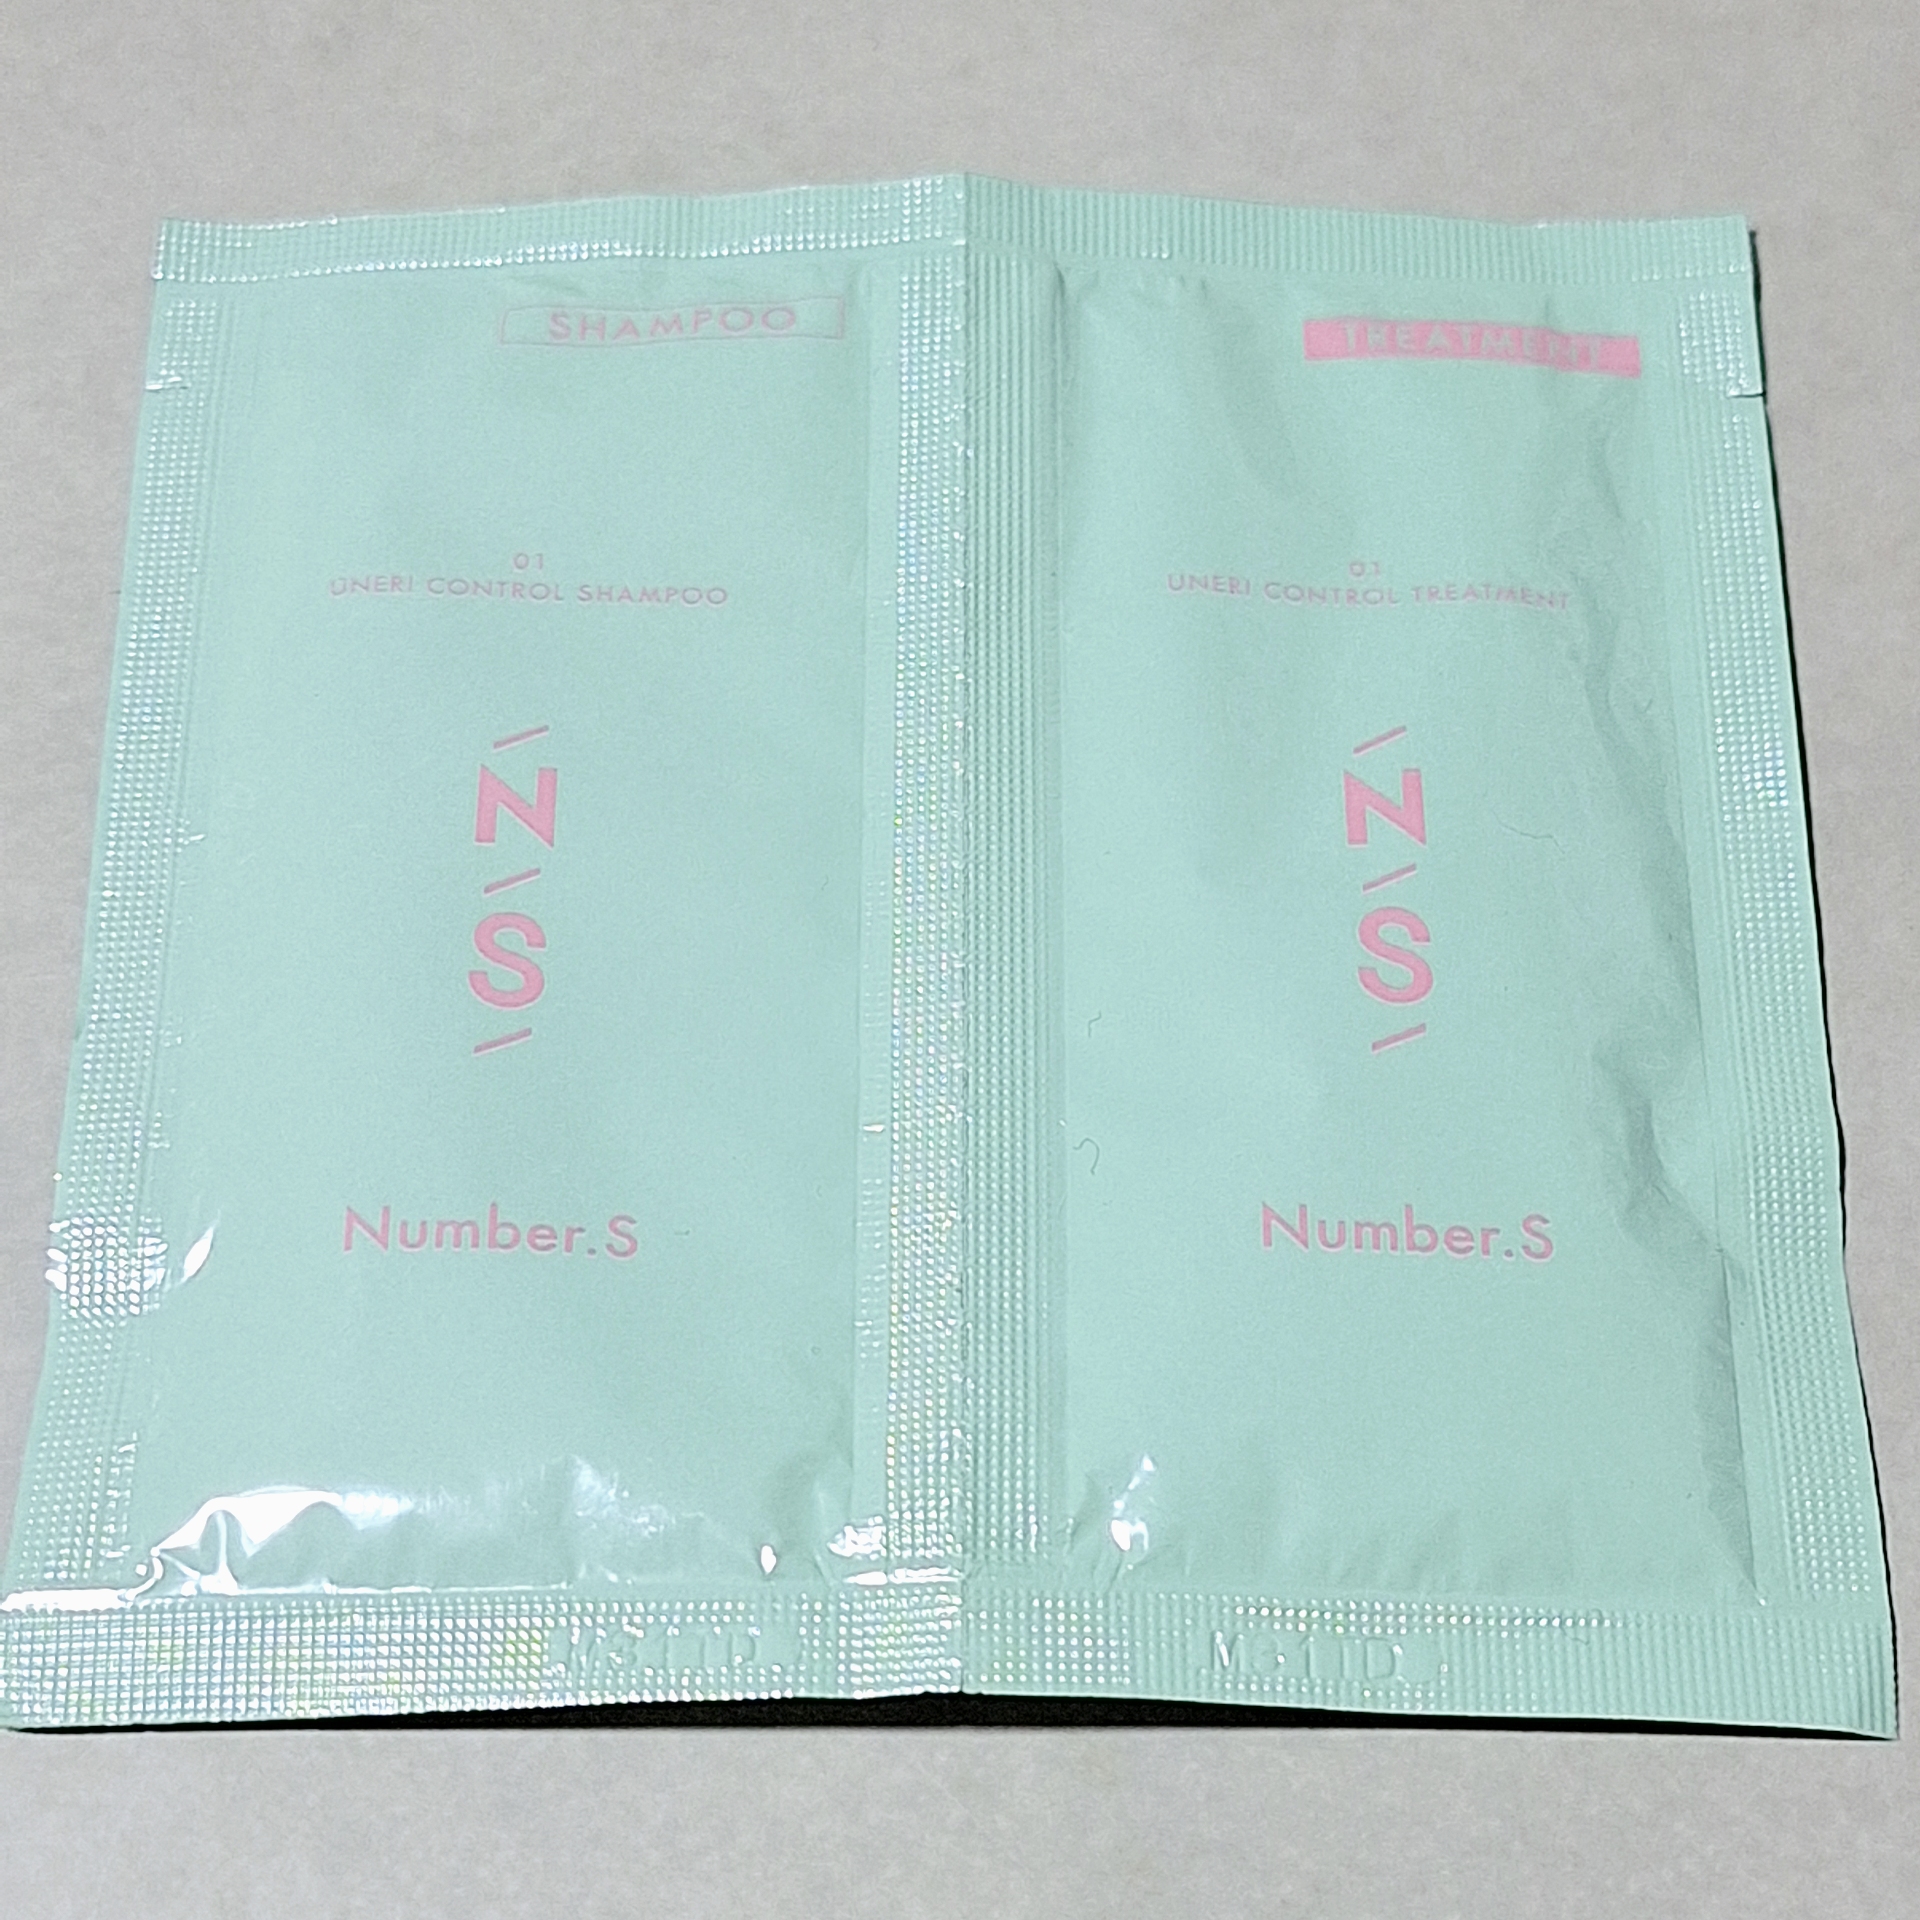 SHAMPOO
01
UNERI CONTROL SHAMPOO
\N\S\
Number.S
TREATMENT
01
UNERI CONTROL TREATMENT
\N\S\
Number.S